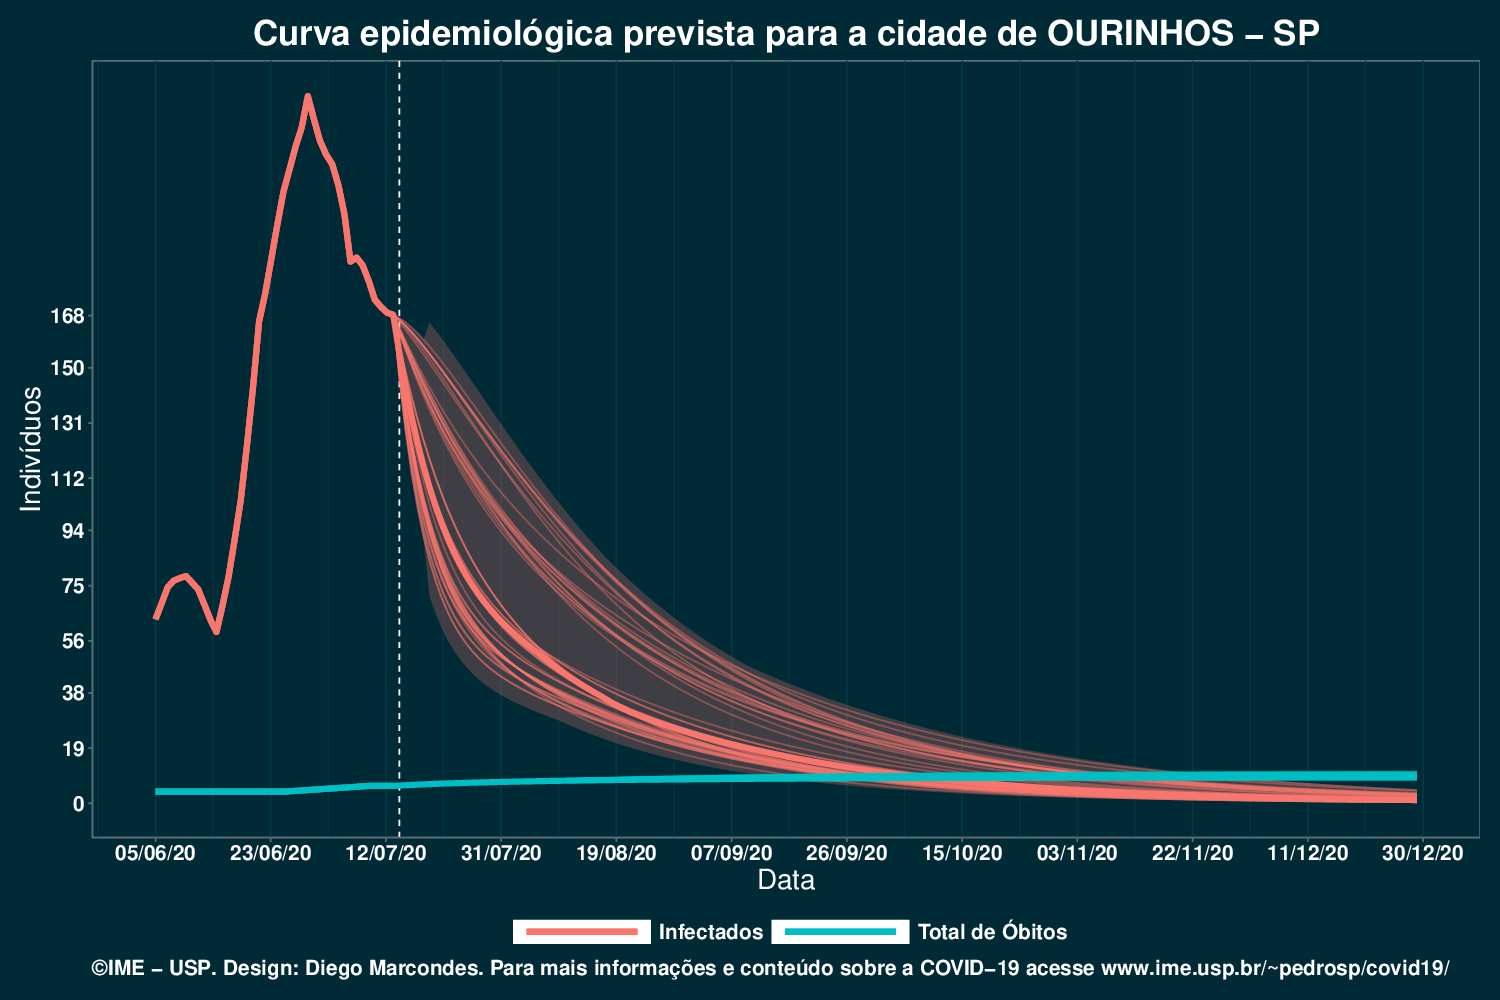 Curva epidemiológica prevista para a cidade de OURINHOS – SP
Indivíduos
168
150
131
112
94
75
56
38
19
0
05/06/20 23/06/20 12/07/20 31/07/20 19/08/20 07/09/20 26/09/20 15/10/20 03/11/20 22/11/20 11/12/20 30/12/20
Data
Infectados Total de Óbitos
©IME – USP. Design: Diego Marcondes. Para mais informações e conteúdo sobre a COVID–19 acesse www.ime.usp.br/~pedrosp/covid19/